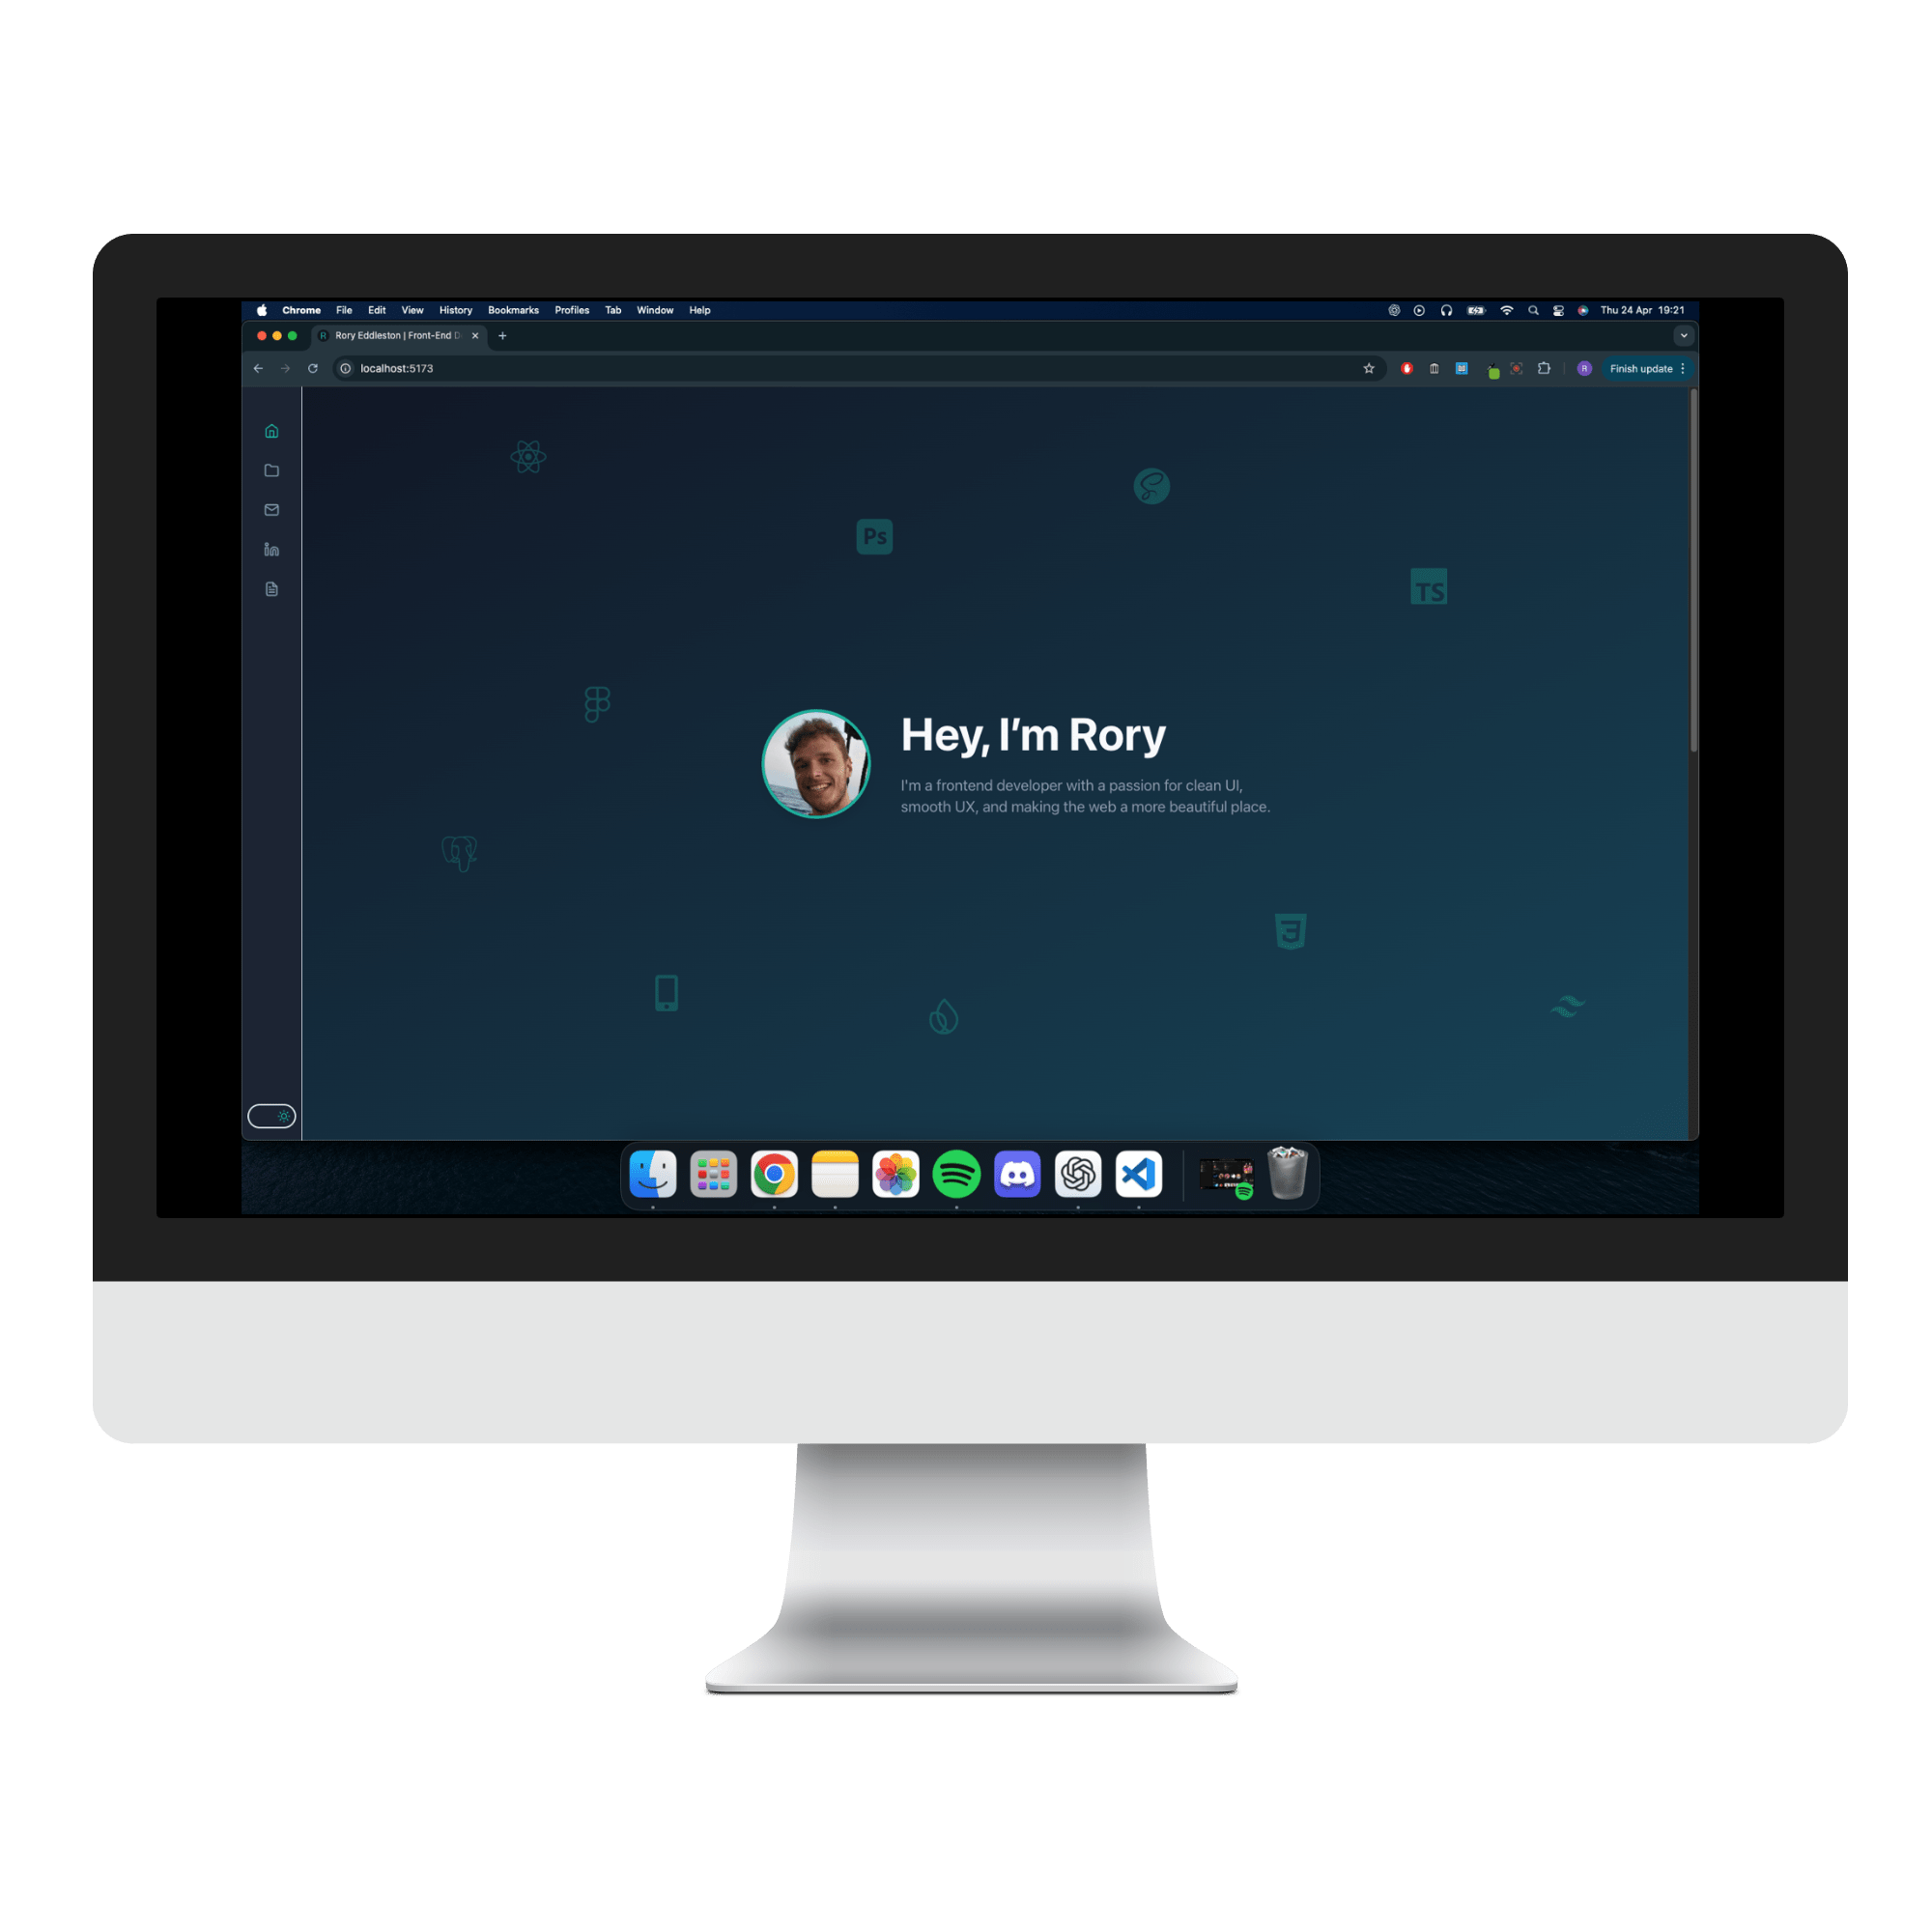 Chrome File Edit View History Bookmarks Profiles Tab Window Help Thu 24 Apr 19:21
R Rory Eddleston | Front-End D
localhost:5173 R Finish update
Ps
TS
Hey, I’m Rory
I'm a frontend developer with a passion for clean UI,
smooth UX, and making the web a more beautiful place.
3